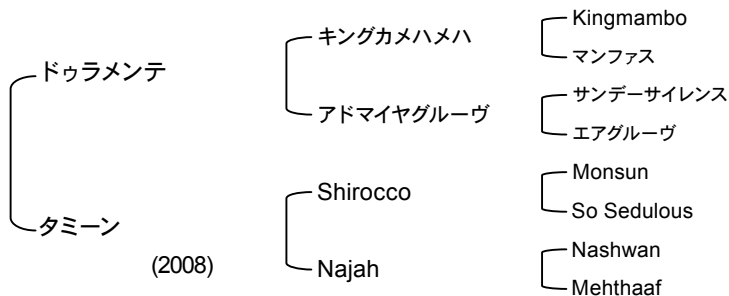 ドゥラメンテ
タミーン
(2008)
キングカメハメハ
アドマイヤグルーヴ
Shirocco
Najah
Kingmambo
マンファス
サンデーサイレンス
エアグルーヴ
Monsun
So Sedulous
Nashwan
Mehthaaf